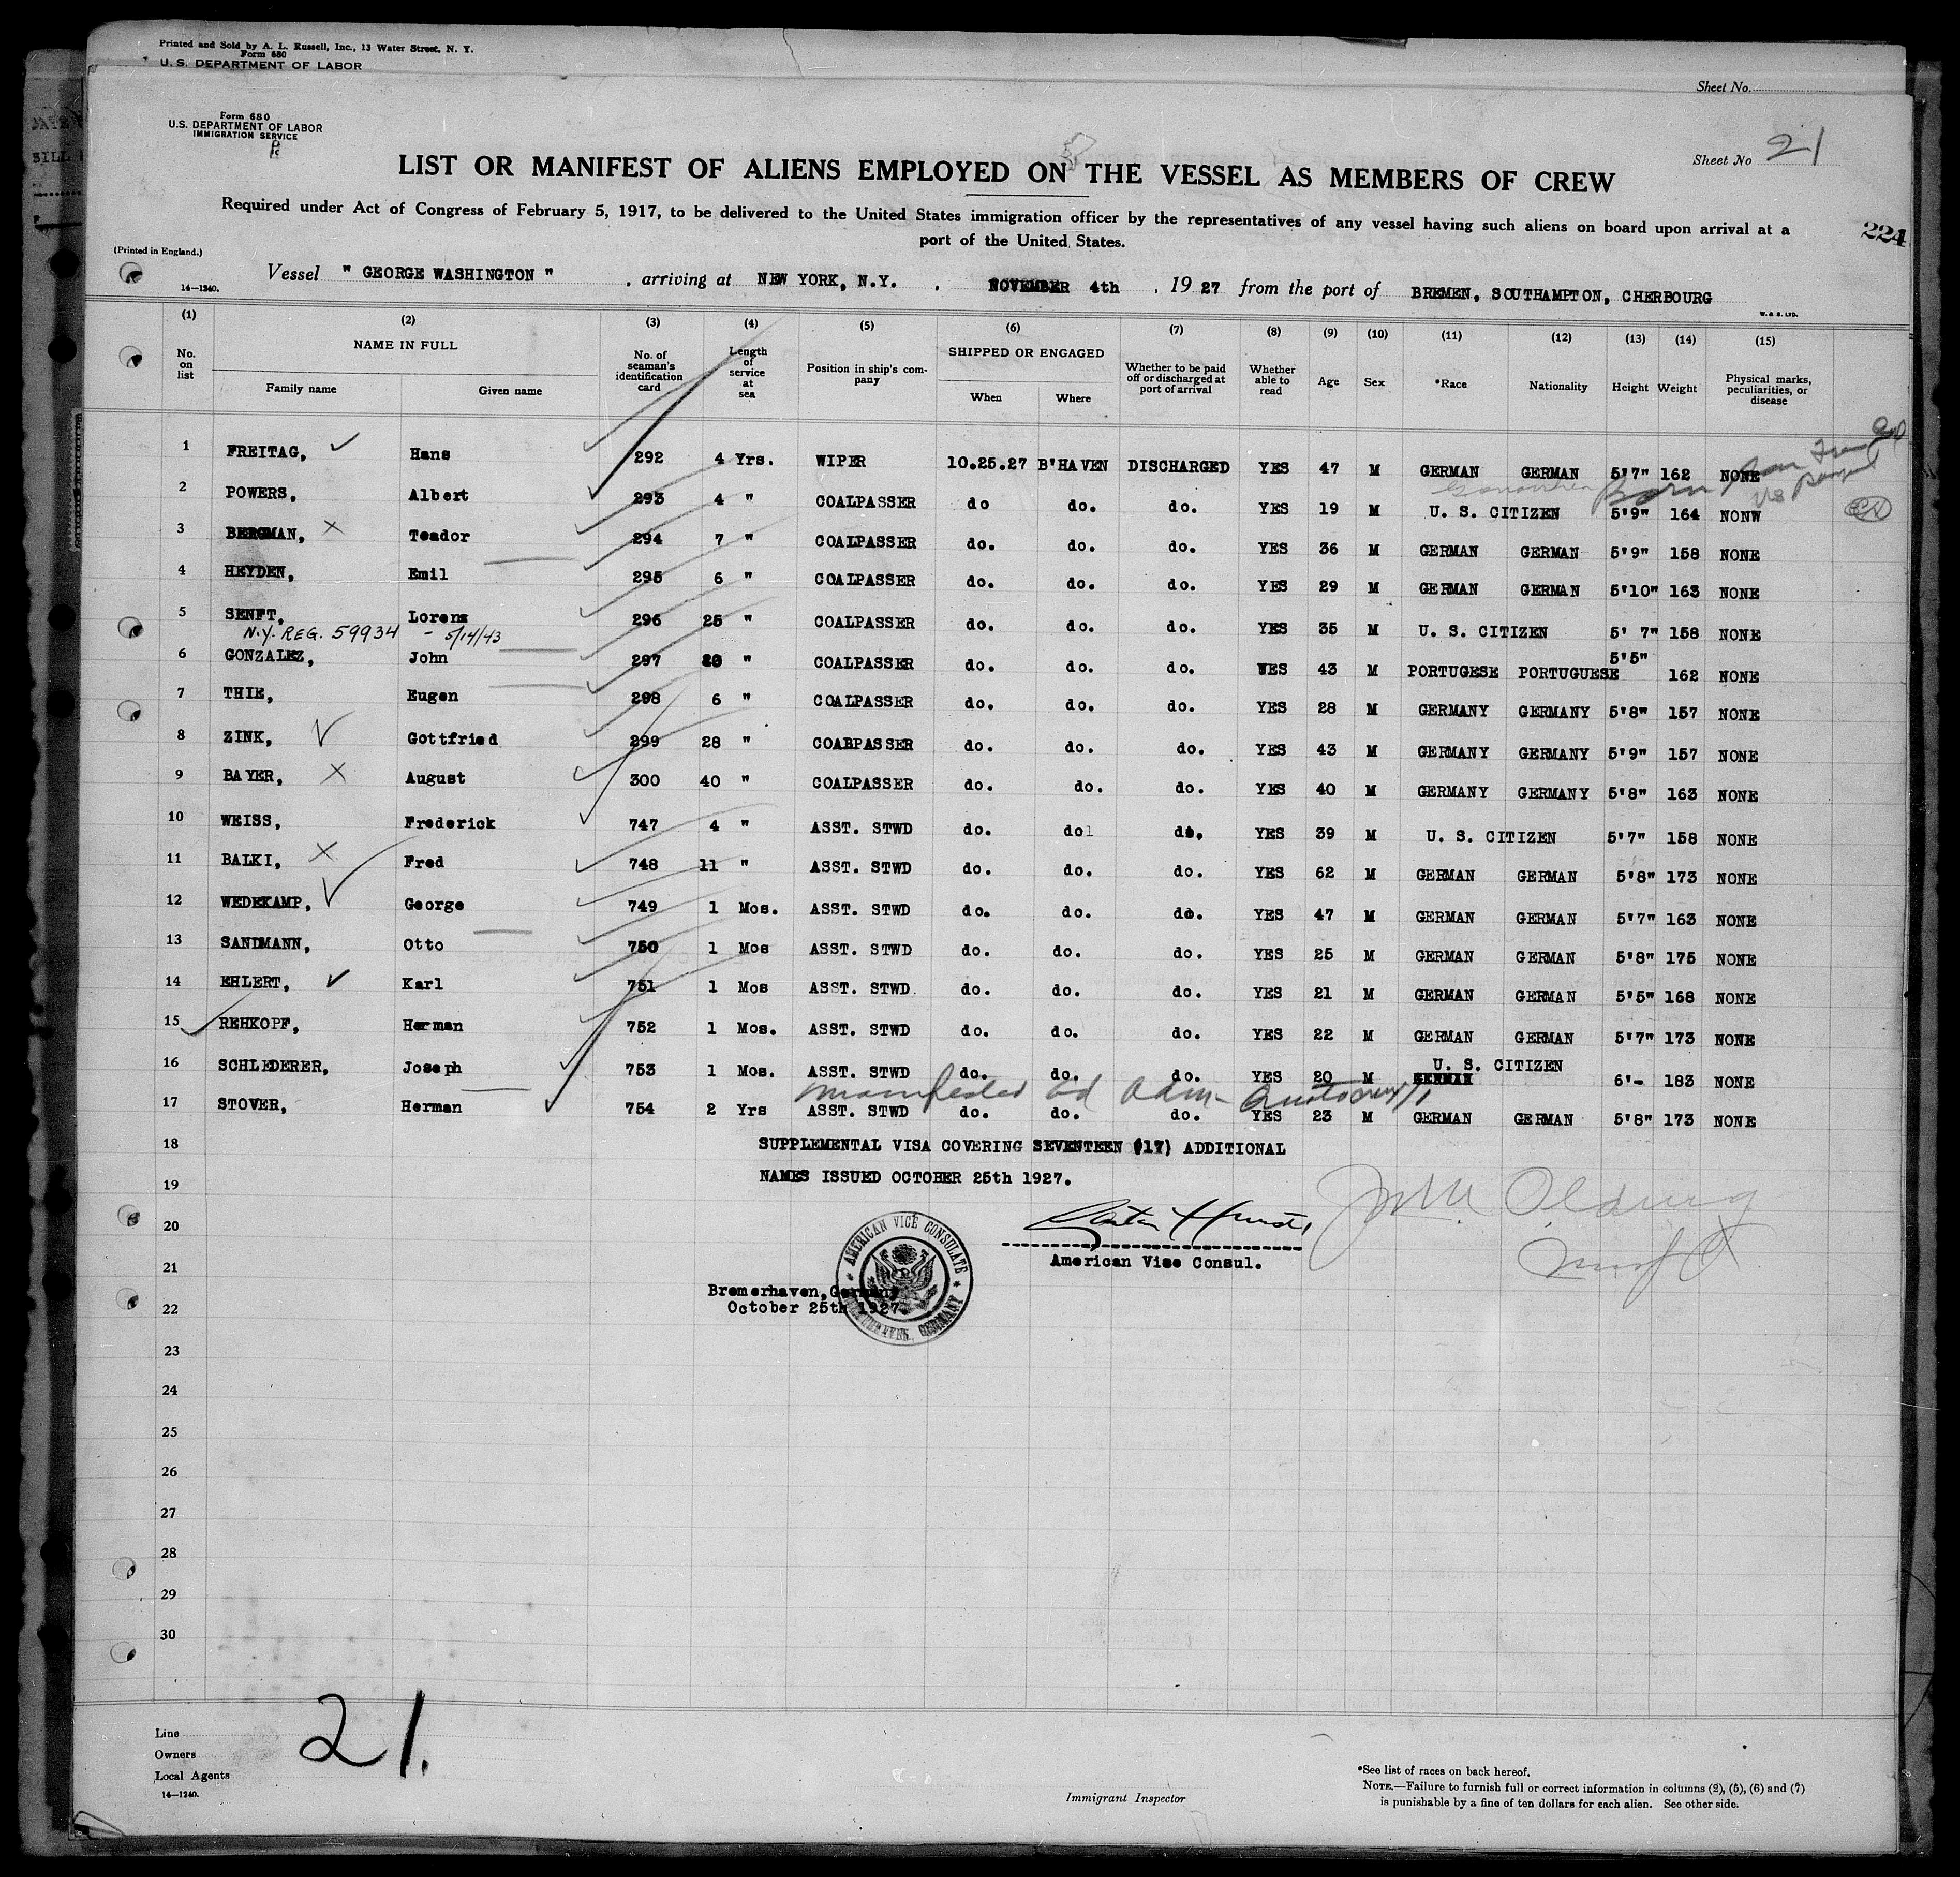 Printed and Sold by A. L. Russell, Inc., 13 Water Street, N. Y.
Form 680
U. S. DEPARTMENT OF LABOR
Sheet No.
Form 680
U.S. DEPARTMENT OF LABOR
IMMIGRATION SERVICE
Sheet No 21
LIST OR MANIFEST OF ALIENS EMPLOYED ON THE VESSEL AS MEMBERS OF CREW
Required under Act of Congress of February 5, 1917, to be delivered to the United States immigration officer by the representatives of any vessel having such aliens on board upon arrival at a
port of the United States.
224
(Printed in England.)
Vessel " GEORGE WASHINGTON " , arriving at NEW YORK, N.Y. , NOVEMBER 4th , 19 27 from the port of BREMEN, SOUTHAMPTON, CHERBOURG
14—1240.
W. & S. LTD.
(1) (2) (3) (4) (5) (6) (7) (8) (9) (10) (11) (12) (13) (14) (15)
No. on list NAME IN FULL Family name Given name No. of seaman's identification card Length of service at sea Position in ship's company SHIPPED OR ENGAGED When Where Whether to be paid off or discharged at port of arrival Whether able to read Age Sex *Race Nationality Height Weight Physical marks, peculiarities, or disease
1 FREITAG, Hans 292 4 Yrs. WIPER 10.25.27 B'HAVEN DISCHARGED YES 47 M GERMAN GERMAN 5'7" 162 NONE
Born
2 POWERS, Albert 293 4 " COALPASSER do do. do. YES 19 M U. S. CITIZEN 5'9" 164 NONW
3 BERGMAN, Teador 294 7 " COALPASSER do. do. do. YES 36 M GERMAN GERMAN 5'9" 158 NONE
4 HEYDEN, Emil 295 6 " COALPASSER do. do. do. YES 29 M GERMAN GERMAN 5'10" 163 NONE
5 SENFT, Lorenz 296 25 " COALPASSER do. do. do. YES 35 M U. S. CITIZEN 5' 7" 158 NONE
N.Y. REG. 59934 - 5/14/43
6 GONZALEZ, John 297 20 " COALPASSER do. do. do. WES 43 M PORTUGESE PORTUGUESE 5'5" 162 NONE
7 THIE, Eugen 298 6 " COALPASSER do. do. do. YES 28 M GERMANY GERMANY 5'8" 157 NONE
8 ZINK, Gottfried 299 28 " COABPASSER do. do. do. YES 43 M GERMANY GERMANY 5'9" 157 NONE
9 BAYER, August 300 40 " COALPASSER do. do. do. YES 40 M GERMANY GERMANY 5'8" 163 NONE
10 WEISS, Frederick 747 4 " ASST. STWD do. dol do. YES 39 M U. S. CITIZEN 5'7" 158 NONE
11 BALKI, Fred 748 11 " ASST. STWD do. do. do. YES 62 M GERMAN GERMAN 5'8" 173 NONE
12 WEDEKAMP, George 749 1 Mos. ASST. STWD do. do. do. YES 47 M GERMAN GERMAN 5'7" 163 NONE
13 SANDMANN, Otto 750 1 Mos ASST. STWD do. do. do. YES 25 M GERMAN GERMAN 5'8" 175 NONE
14 EHLERT, Karl 751 1 Mos ASST. STWD do. do. do. YES 21 M GERMAN GERMAN 5'5" 168 NONE
15 REHKOPF, Herman 752 1 Mos. ASST. STWD do. do. do. YES 22 M GERMAN GERMAN 5'7" 173 NONE
16 SCHLEDERER, Joseph 753 1 Mos. ASST. STWD do. do. do. YES 20 M GERMAN U. S. CITIZEN 6'- 183 NONE
Manifested
17 STOVER, Herman 754 2 Yrs ASST. STWD do. do. do. YES 23 M GERMAN GERMAN 5'8" 173 NONE
18 SUPPLEMENTAL VISA COVERING SEVENTEEN (17) ADDITIONAL
19 NAMES ISSUED OCTOBER 25th 1927.
20
American Vise Consul.
21
AMERICAN VICE CONSULATE
GERMANY
Bremerhaven, Germany
October 25th 1927.
22
23
24
25
26
27
28
29
30
21.
Line
Owners
Local Agents
14—1240.
Immigrant Inspector
*See list of races on back hereof.
NOTE.—Failure to furnish full or correct information in columns (2), (5), (6) and (7)
is punishable by a fine of ten dollars for each alien. See other side.